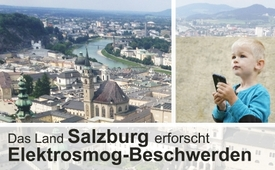 Das Land Salzburg erforscht
Elektrosmog-Beschwerden